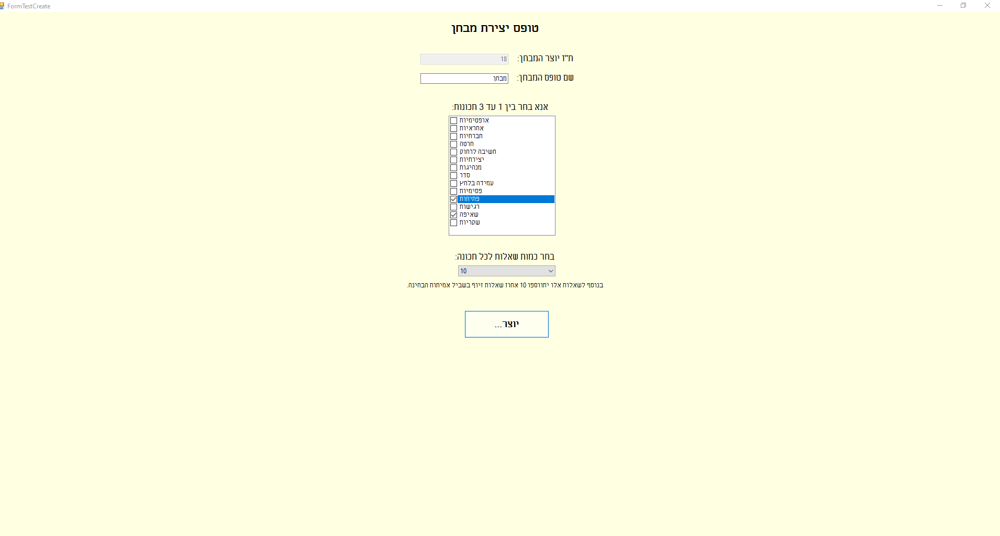 FormTestCreate
טופס יצירת מבחן
ת"ז יוצר המבחן:
18
שם טופס המבחן:
מבחן
אנא בחר בין 1 עד 3 תכונות:
אופטימיות
אחראיות
חברתיות
חרטה
חשיבה לרחוק
יצירתיות
מנהיגות
סדר
עמידה בלחץ
פסימיות
פתיחות
רגישות
שאיפה
שקריות
בחר כמות שאלות לכל תכונה:
10
בנוסף לשאלות אלו יתווספו 10 אחוז שאלות זיוף בשביל אמיתות הבחינה.
יוצר...